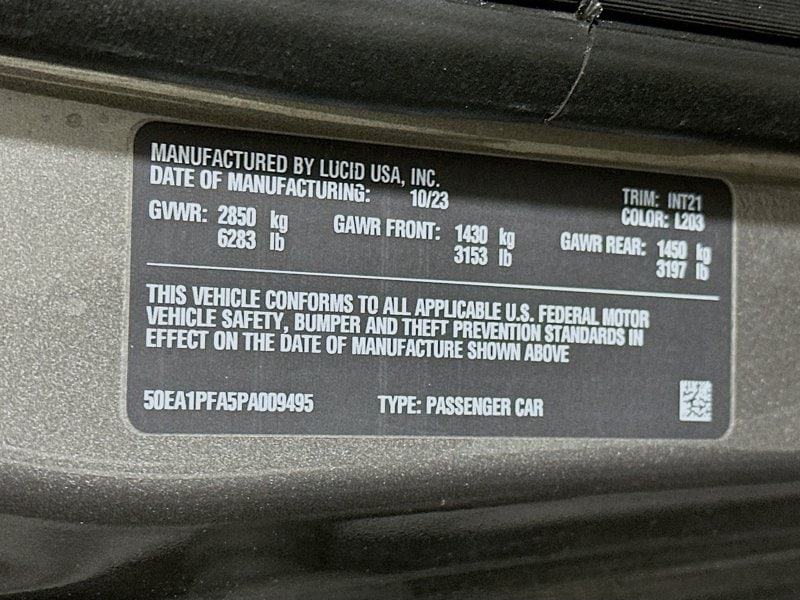 MANUFACTURED BY LUCID USA, INC.
DATE OF MANUFACTURING: 10/23
TRIM: INT21
COLOR: L203
GVWR: 2850 kg
6283 lb
GAWR FRONT: 1430 kg
3153 lb
GAWR REAR: 1450 kg
3197 lb
THIS VEHICLE CONFORMS TO ALL APPLICABLE U.S. FEDERAL MOTOR
VEHICLE SAFETY, BUMPER AND THEFT PREVENTION STANDARDS IN
EFFECT ON THE DATE OF MANUFACTURE SHOWN ABOVE
50EA1PFA5PA009495 TYPE: PASSENGER CAR